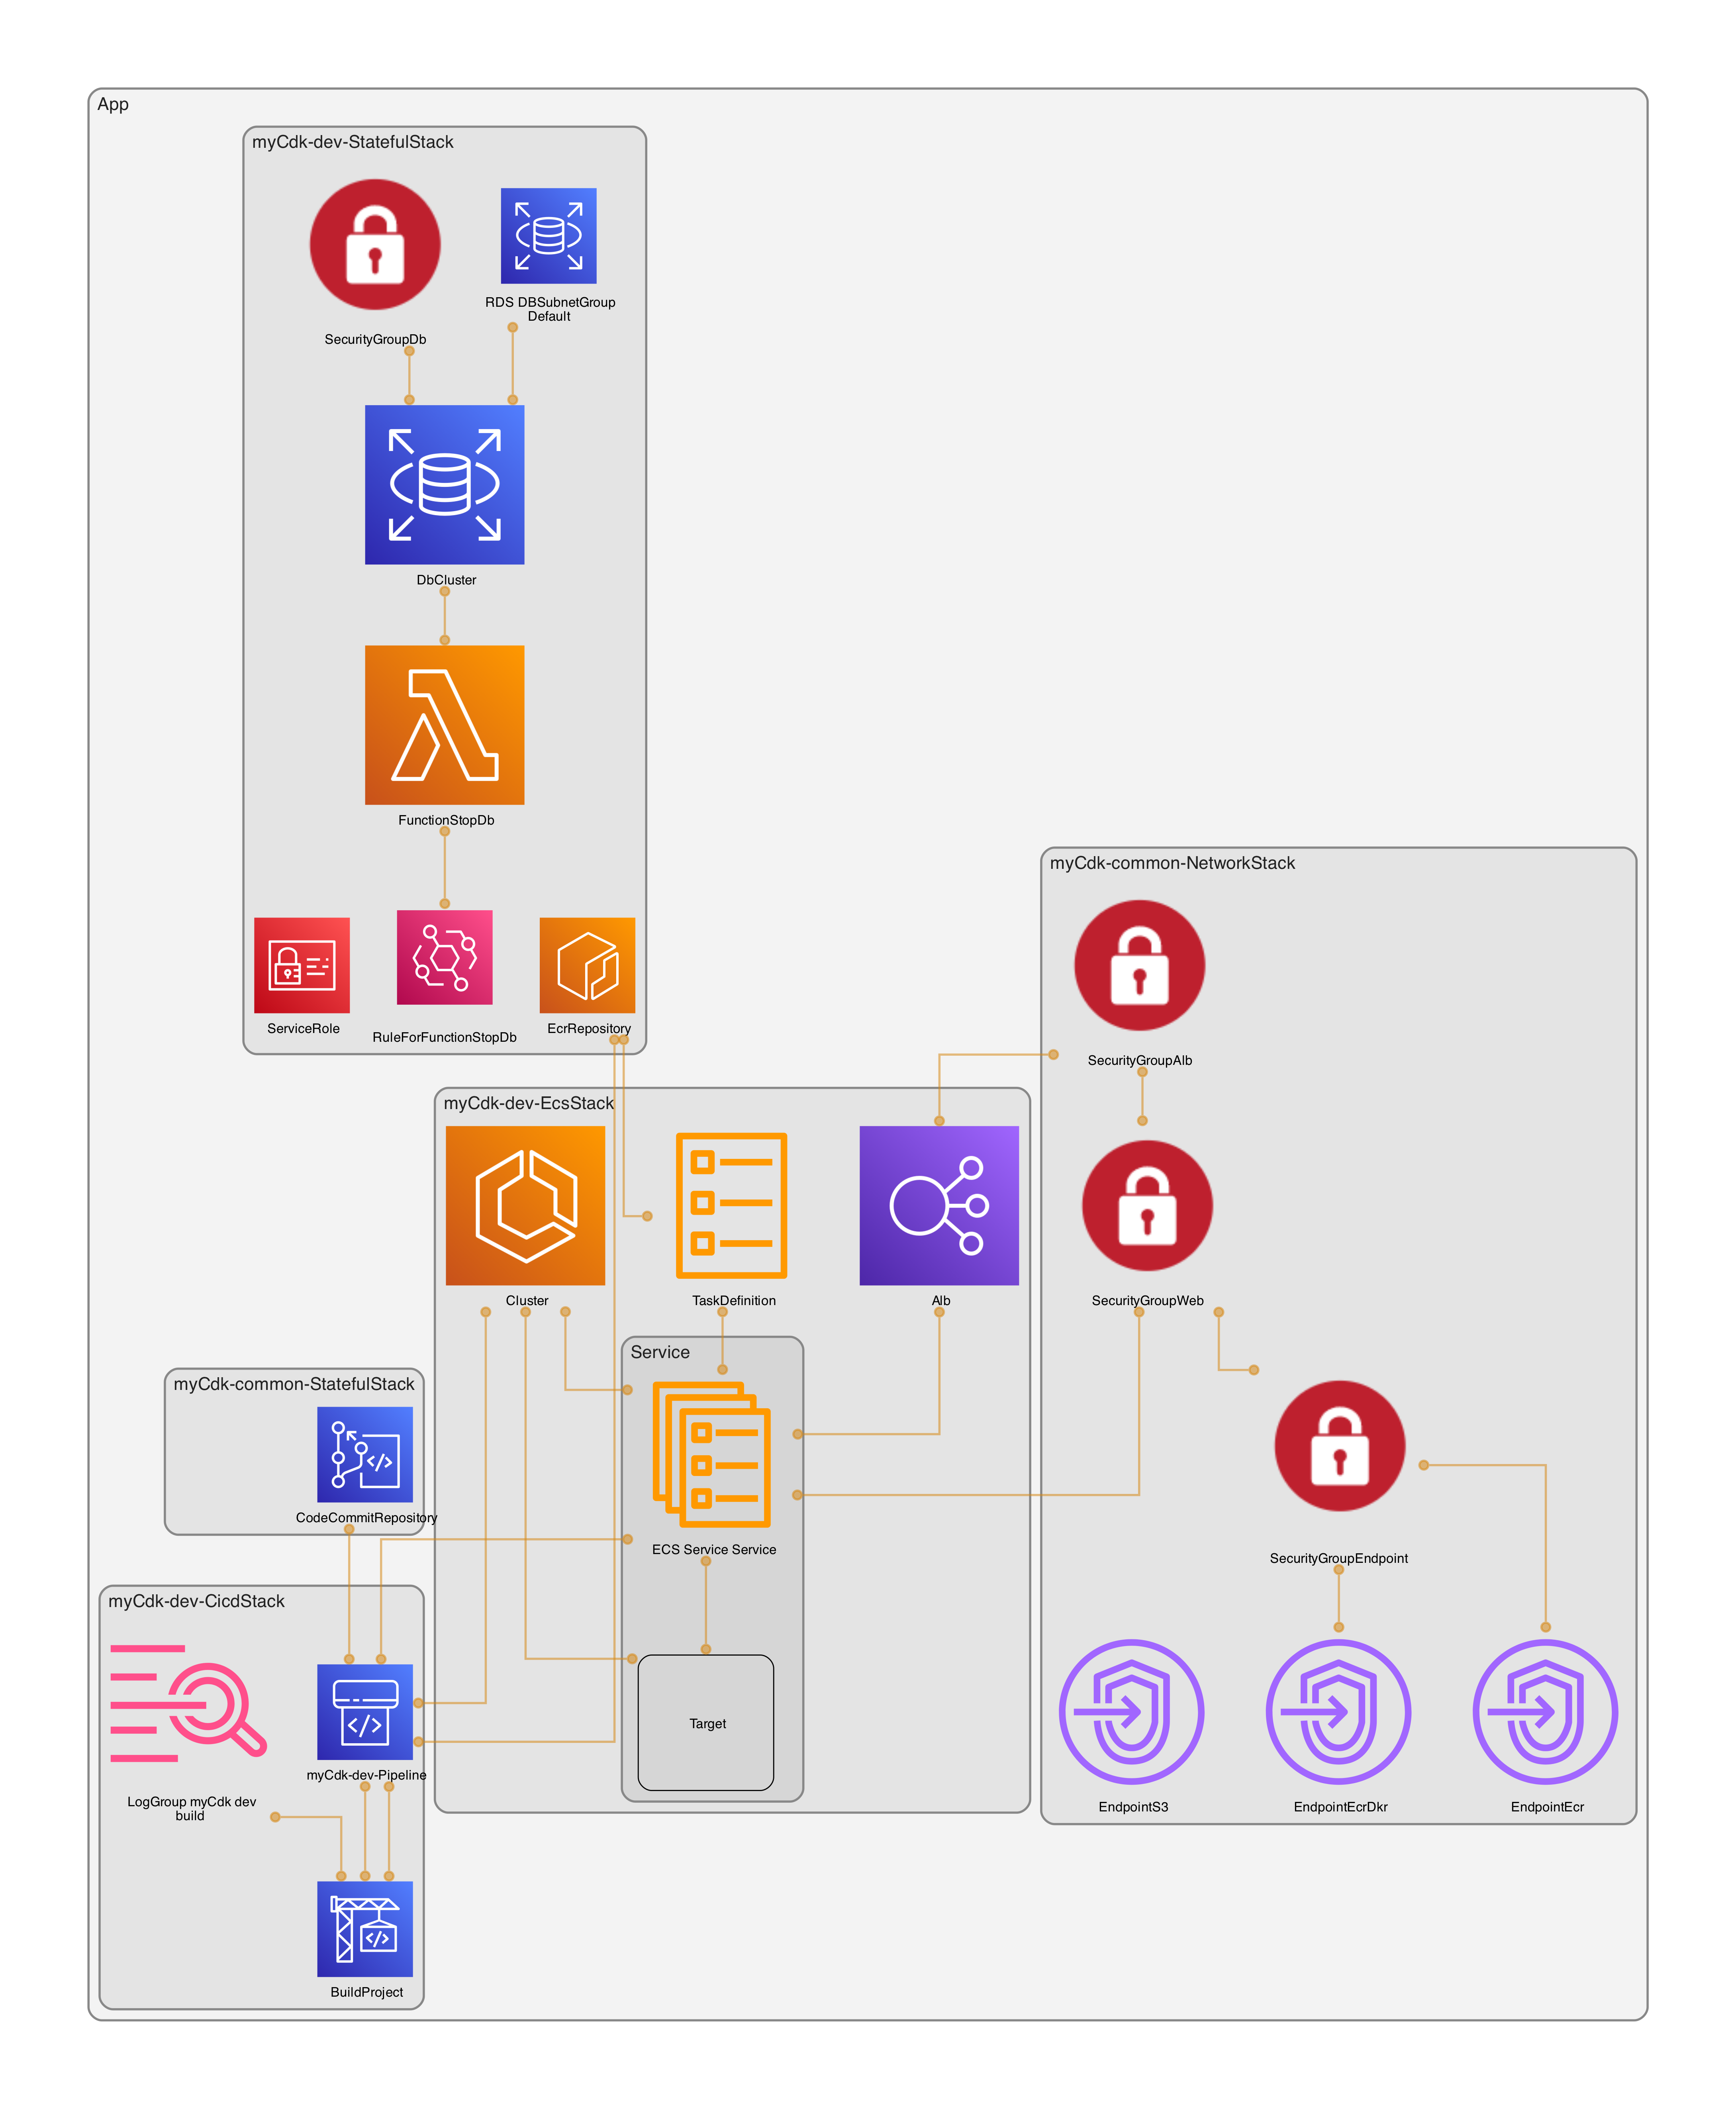 App
myCdk-dev-StatefulStack
SecurityGroupDb
RDS DBSubnetGroup
Default
DbCluster
FunctionStopDb
ServiceRole
RuleForFunctionStopDb
EcrRepository
myCdk-common-NetworkStack
SecurityGroupAlb
SecurityGroupWeb
SecurityGroupEndpoint
EndpointS3
EndpointEcrDkr
EndpointEcr
myCdk-dev-EcsStack
Cluster
TaskDefinition
Alb
Service
ECS Service Service
Target
myCdk-common-StatefulStack
CodeCommitRepository
myCdk-dev-CicdStack
LogGroup myCdk dev
build
myCdk-dev-Pipeline
BuildProject